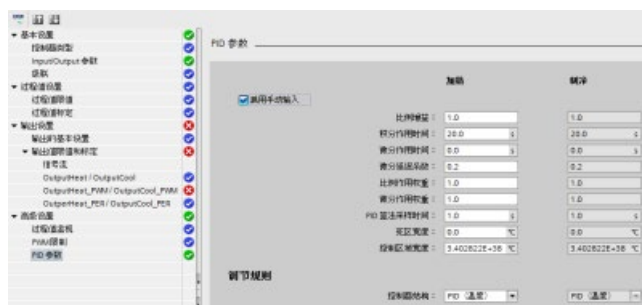 基本设置
控制器类型
Input/Output 参数
级联
过程值设置
过程值限值
过程值标定
输出设置
输出的基本设置
输出值限值和标定
信号流
OutputHeat / OutputCool
OutputHeat_PWM / OutputCool_PWM
OutputHeat_PER / OutputCool_PER
高级设置
过程值监视
PWM 限制
PID 参数
PID 参数
加热 制冷
启用手动输入
比例增益： 1.0 1.0
积分作用时间： 20.0 s 20.0 s
微分作用时间： 0.0 s 0.0 s
微分延迟系数： 0.2 0.2
比例作用权重： 1.0 1.0
微分作用权重： 1.0 1.0
PID 算法采样时间： 1.0 s 1.0 s
死区宽度： 0.0 ℃ 0.0 ℃
控制区域宽度： 3.402822E+38 ℃ 3.402822E+38 ℃
调节规则
控制器结构： PID（温度） PID（温度）